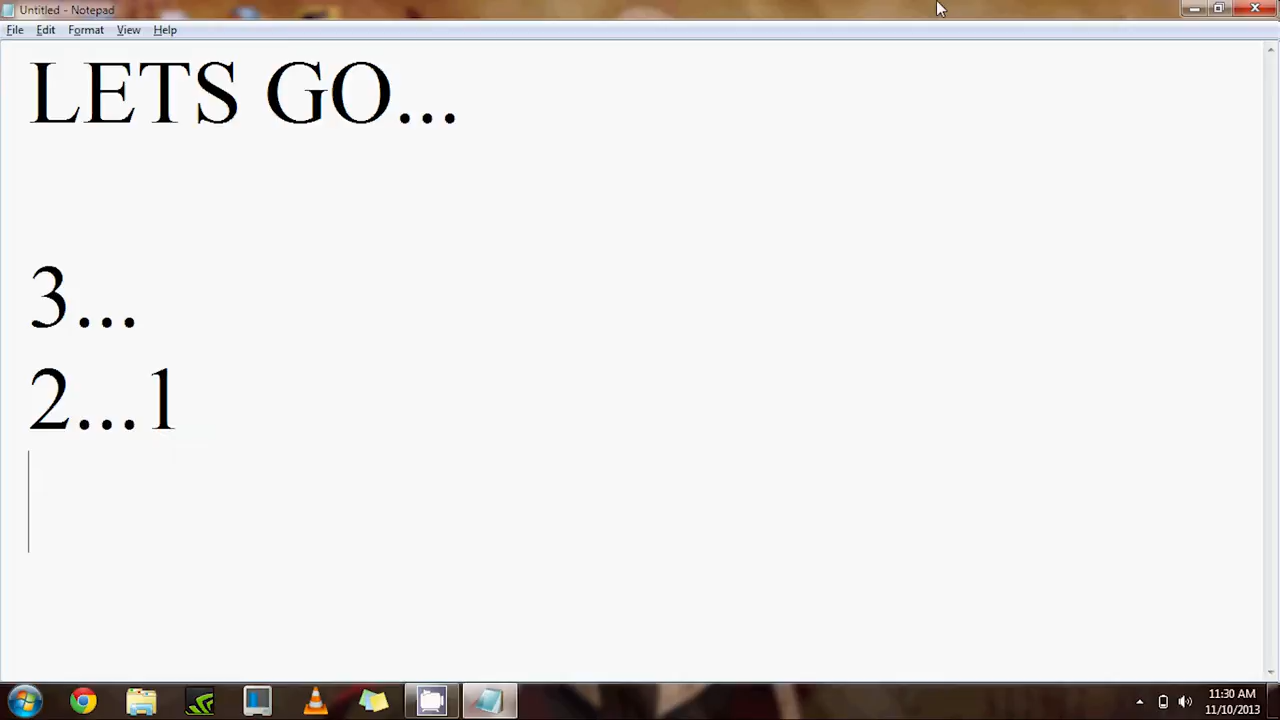 Untitled - Notepad
File Edit Format View Help
LETS GO...
3...
2...1
11:30 AM
11/10/2013